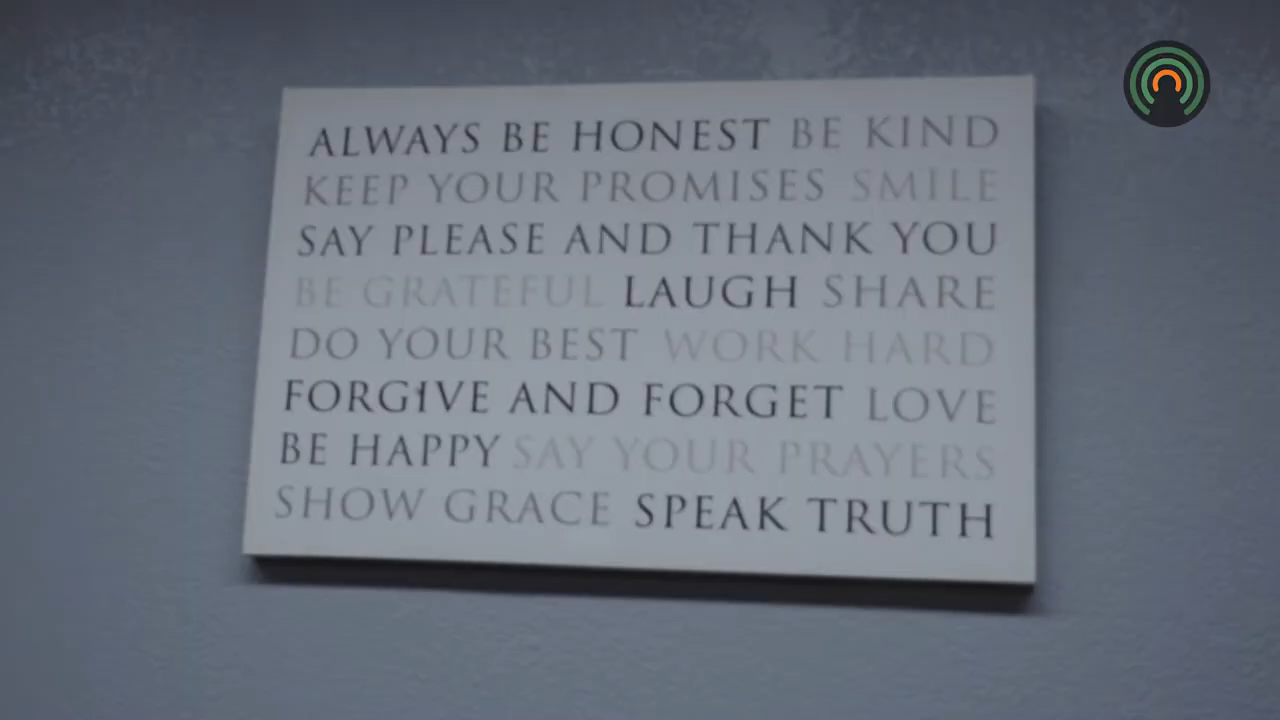 ALWAYS BE HONEST BE KIND
KEEP YOUR PROMISES SMILE
SAY PLEASE AND THANK YOU
BE GRATEFUL LAUGH SHARE
DO YOUR BEST WORK HARD
FORGIVE AND FORGET LOVE
BE HAPPY SAY YOUR PRAYERS
SHOW GRACE SPEAK TRUTH